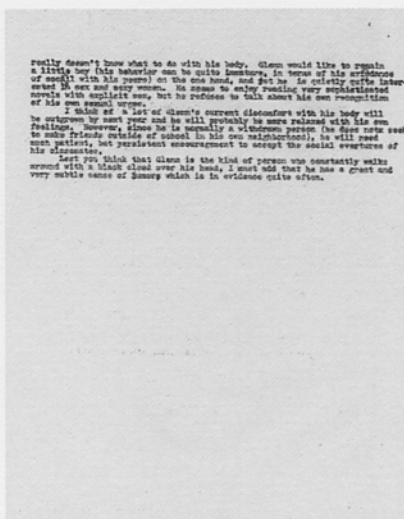 really doesn't know what to do with his body. Glenn would like to remain
a little boy (his behavior can be quite immature, in terms of his avoidance
of social with his peers) on the one hand, and yet he is quietly quite inter-
ested in sex and sexy women. He seems to enjoy reading very sophisticated
novels with explicit sex, but he refuses to talk about his own recognition
of his own sexual urges.
I think of a lot of Glenn's current discomfort with his body will
be outgrown by next year and he will probably be more relaxed with his own
feelings. However, since he is normally a withdrawn person (he does not seek
to make friends outside of school in his own neighborhood), he will need
much patient, but persistent encouragment to accept the social overtures of
his classmates.
Lest you think that Glenn is the kind of person who constantly walks
around with a black cloud over his head, I must add that he has a great and
very subtle sense of humor which is in evidence quite often.